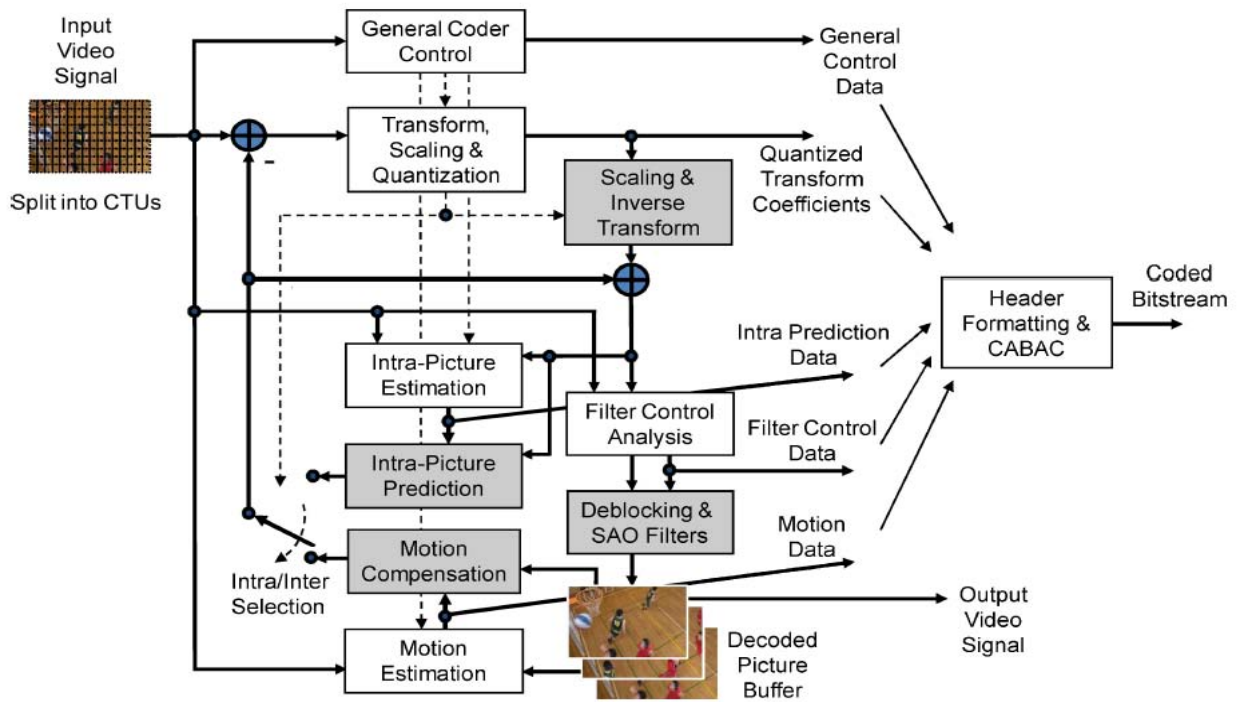 Input
Video
Signal
Split into CTUs
General Coder
Control
General
Control
Data
Transform,
Scaling &
Quantization
-
Quantized
Transform
Coefficients
Scaling &
Inverse
Transform
Header
Formatting &
CABAC
Coded
Bitstream
Intra Prediction
Data
Intra-Picture
Estimation
Filter Control
Analysis
Filter Control
Data
Intra-Picture
Prediction
Deblocking &
SAO Filters
Motion
Data
Motion
Compensation
Intra/Inter
Selection
Output
Video
Signal
Motion
Estimation
Decoded
Picture
Buffer